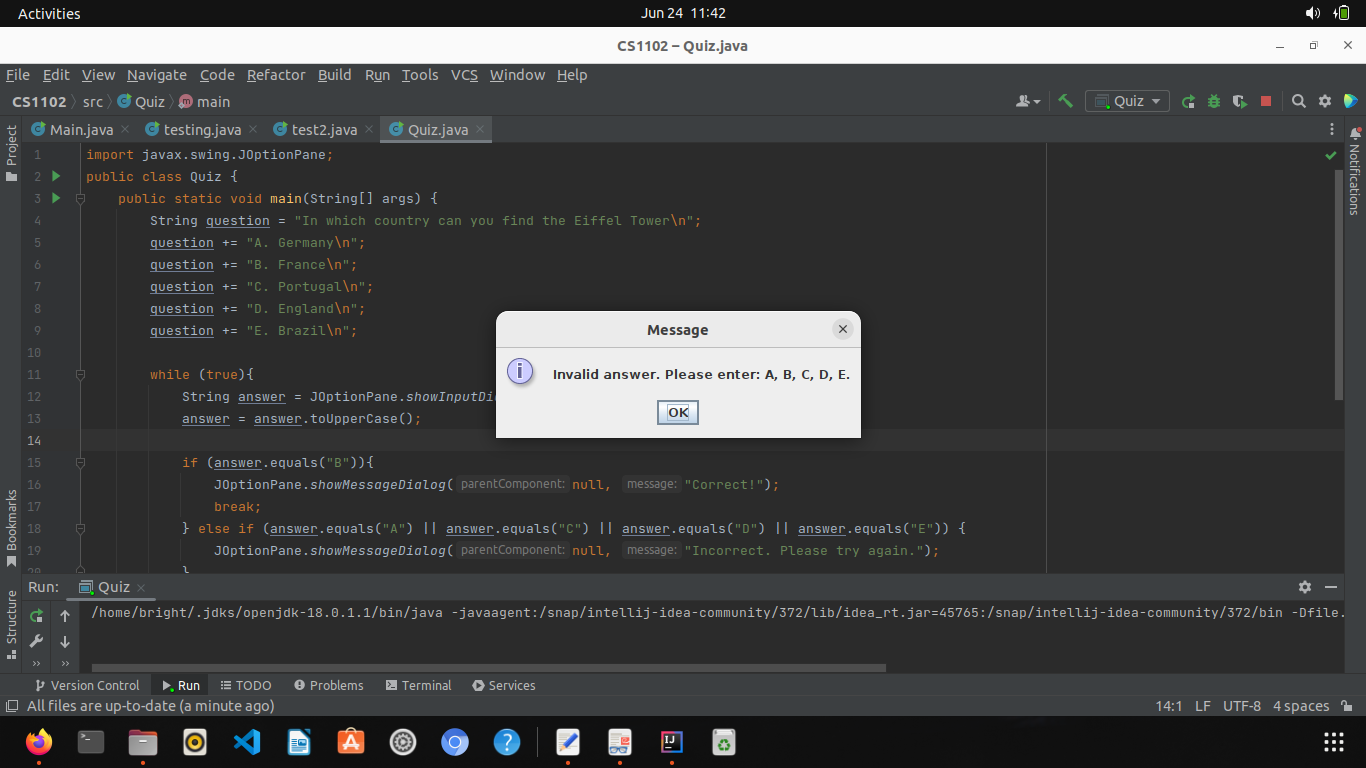 Activities
Jun 24 11:42
CS1102 – Quiz.java
File Edit View Navigate Code Refactor Build Run Tools VCS Window Help
CS1102 src Quiz main
Quiz
Main.java testing.java test2.java Quiz.java
Project
Notifications
1 import javax.swing.JOptionPane;
2 public class Quiz {
3 public static void main(String[] args) {
4 String question = "In which country can you find the Eiffel Tower\n";
5 question += "A. Germany\n";
6 question += "B. France\n";
7 question += "C. Portugal\n";
8 question += "D. England\n";
9 question += "E. Brazil\n";
10
11 while (true){
12 String answer = JOptionPane.showInputDi
13 answer = answer.toUpperCase();
14
15 if (answer.equals("B")){
16 JOptionPane.showMessageDialog( parentComponent: null, message: "Correct!");
17 break;
18 } else if (answer.equals("A") || answer.equals("C") || answer.equals("D") || answer.equals("E")) {
19 JOptionPane.showMessageDialog( parentComponent: null, message: "Incorrect. Please try again.");
20 }
Message
Invalid answer. Please enter: A, B, C, D, E.
OK
Bookmarks
Structure
Run: Quiz
/home/bright/.jdks/openjdk-18.0.1.1/bin/java -javaagent:/snap/intellij-idea-community/372/lib/idea_rt.jar=45765:/snap/intellij-idea-community/372/bin -Dfile.
Version Control Run TODO Problems Terminal Services
All files are up-to-date (a minute ago)
14:1 LF UTF-8 4 spaces